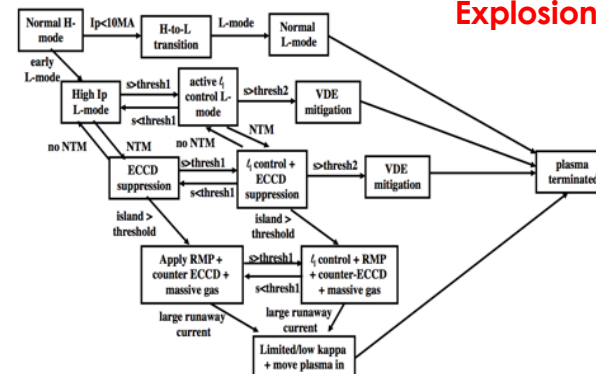 Explosion
Normal H-
mode
Ip<10MA
H-to-L
transition
L-mode
Normal
L-mode
early
L-mode
High Ip
L-mode
s>thresh1
s<thresh1
active ℓi
control L-
mode
s>thresh2
VDE
mitigation
no NTM
NTM
no NTM
NTM
ECCD
suppression
s>thresh1
s<thresh1
ℓi control +
ECCD
suppression
s>thresh2
VDE
mitigation
plasma
terminated
island >
threshold
island >
threshold
Apply RMP +
counter ECCD +
massive gas
s>thresh1
s<thresh1
ℓi control + RMP
+ counter-ECCD
+ massive gas
large runaway
current
large runaway
current
Limited/low kappa
+ move plasma in